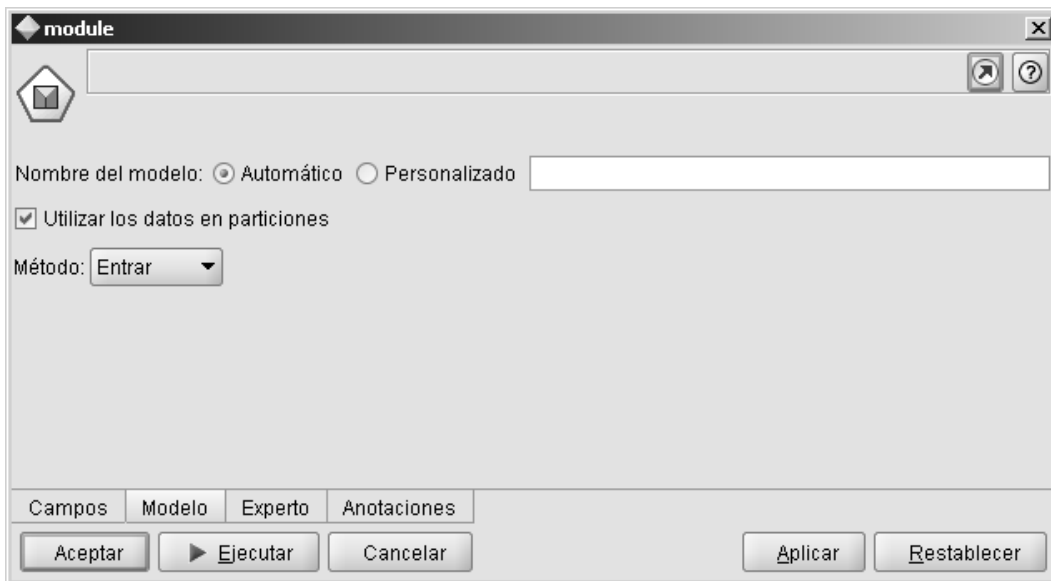 module
Nombre del modelo: Automático Personalizado
Utilizar los datos en particiones
Método: Entrar
Campos Modelo Experto Anotaciones
Aceptar Ejecutar Cancelar Aplicar Restablecer